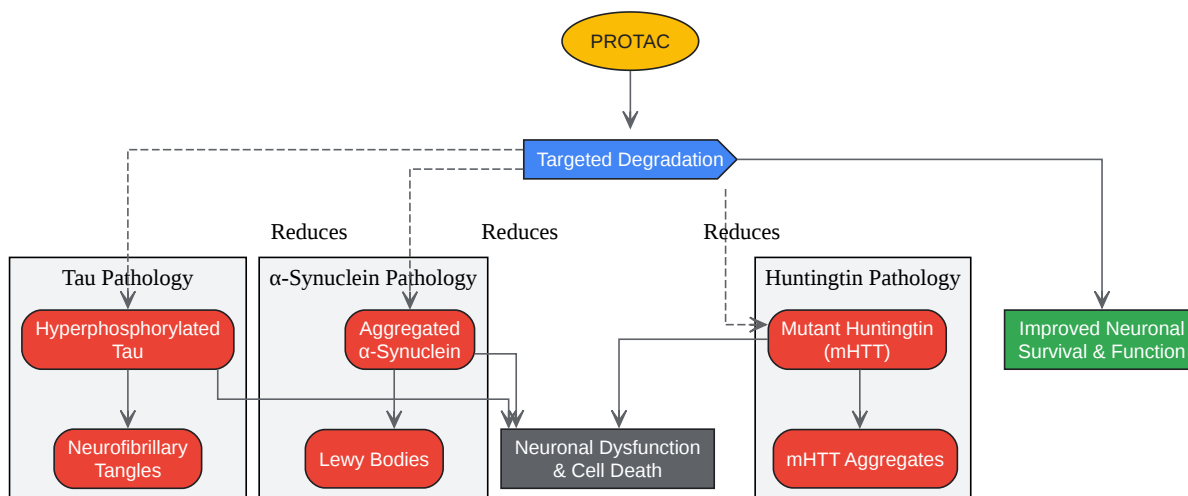 PROTAC
Targeted Degradation
Reduces
Reduces
Reduces
Tau Pathology
α-Synuclein Pathology
Huntingtin Pathology
Hyperphosphorylated
Tau
Aggregated
α-Synuclein
Mutant Huntingtin
(mHTT)
Improved Neuronal
Survival & Function
Neurofibrillary
Tangles
Lewy Bodies
Neuronal Dysfunction
& Cell Death
mHTT Aggregates